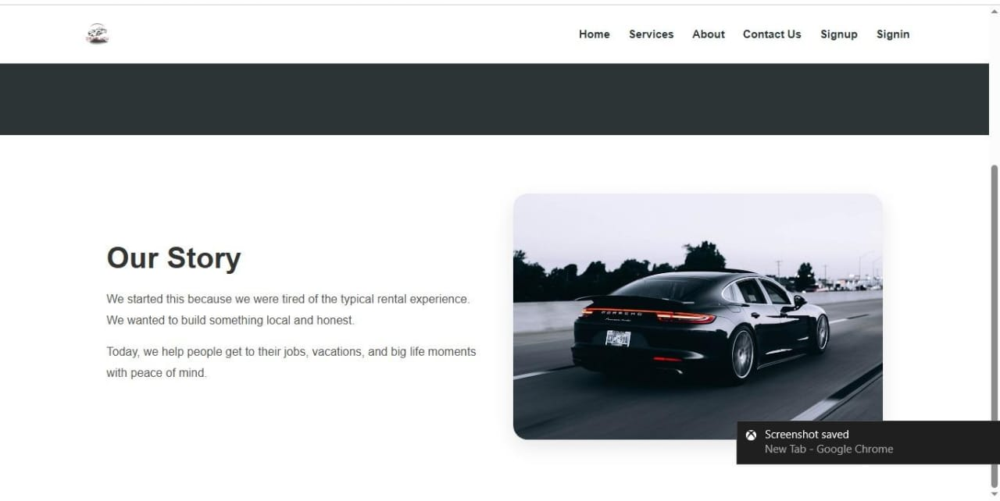 Home Services About Contact Us Signup Signin
Our Story
We started this because we were tired of the typical rental experience.
We wanted to build something local and honest.
Today, we help people get to their jobs, vacations, and big life moments
with peace of mind.
PORSCHE
Screenshot saved
New Tab - Google Chrome